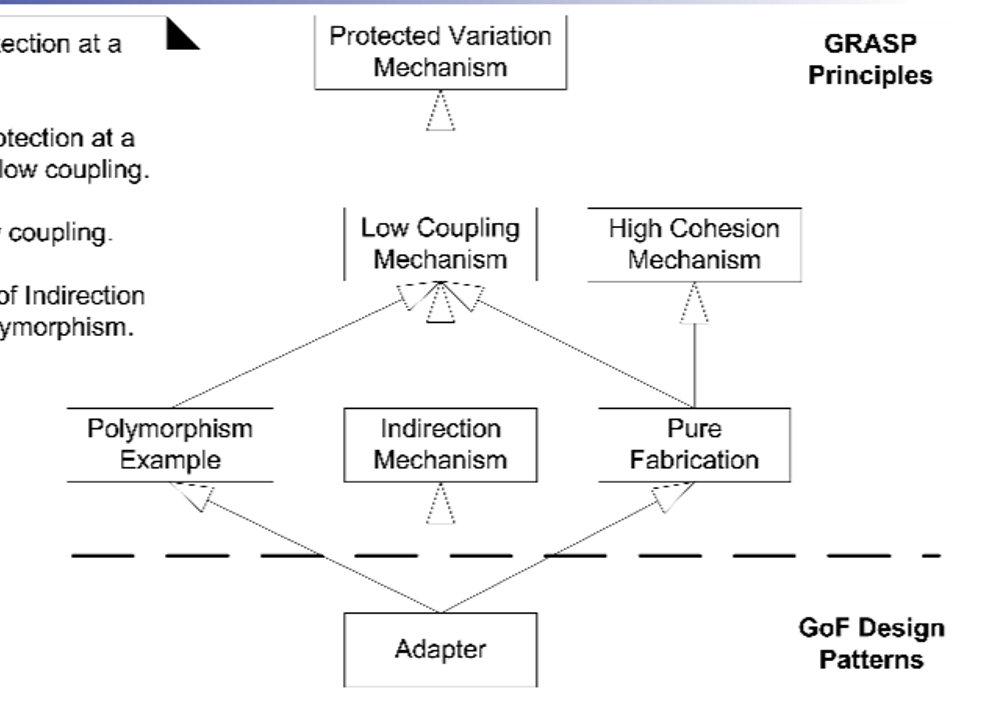 ection at a
otection at a
low coupling.
coupling.
of Indirection
ymorphism.
Protected Variation
Mechanism
GRASP
Principles
Low Coupling
Mechanism
High Cohesion
Mechanism
Polymorphism
Example
Indirection
Mechanism
Pure
Fabrication
Adapter
GoF Design
Patterns